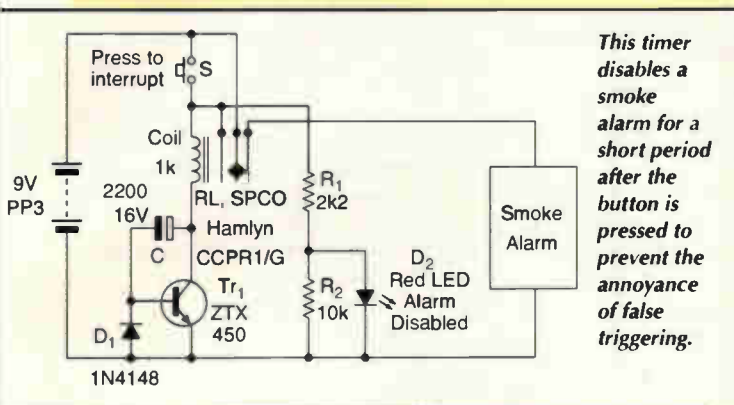 Press to
interrupt
S
Coil
1k
9V
PP3
2200
16V
C
RL, SPCO
Hamlyn
CCPR1/G
Tr1
ZTX
450
D1
1N4148
R1
2k2
R2
10k
D2
Red LED
Alarm
Disabled
Smoke
Alarm
This timer
disables a
smoke
alarm for a
short period
after the
button is
pressed to
prevent the
annoyance
of false
triggering.